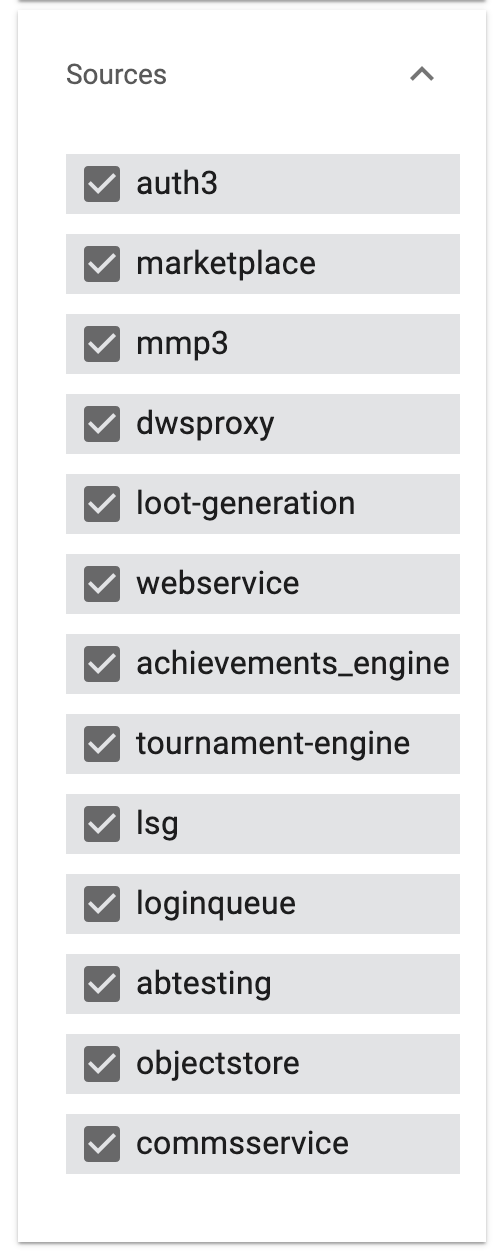 Sources
auth3
marketplace
mmp3
dwsproxy
loot-generation
webservice
achievements_engine
tournament-engine
lsg
loginqueue
abtesting
objectstore
commsservice